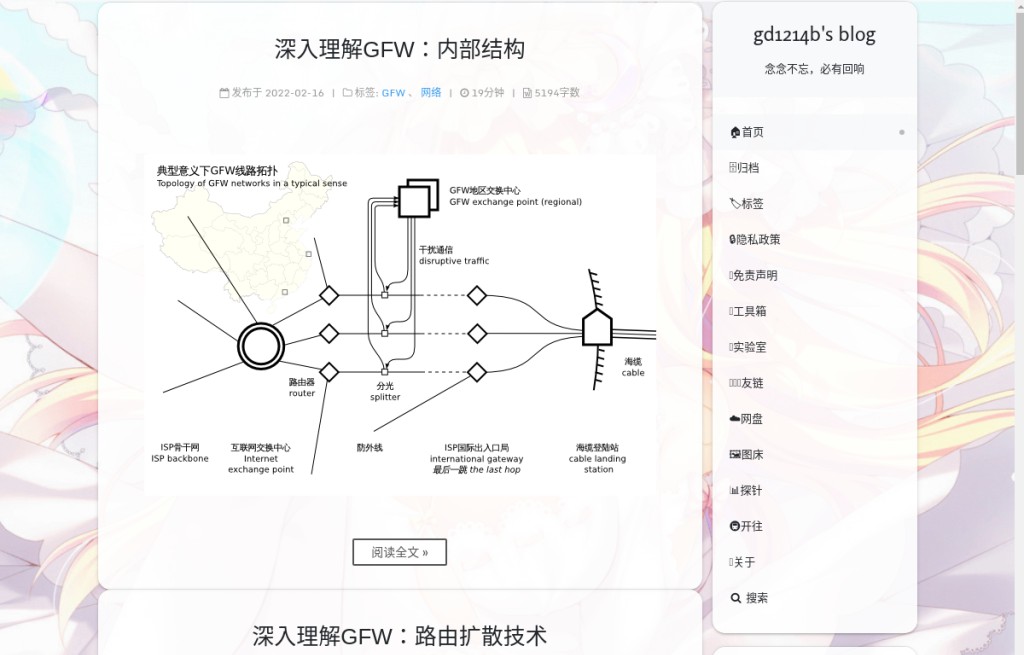 深入理解GFW：内部结构
发布于 2022-02-16 | 标签: GFW 、 网络 | 19分钟 | 5194字数
典型意义下GFW线路拓扑
Topology of GFW networks in a typical sense
GFW地区交换中心
GFW exchange point (regional)
干扰通信
disruptive traffic
路由器
router
分光
splitter
海缆
cable
ISP骨干网
ISP backbone
互联网交换中心
Internet
exchange point
防外线
ISP国际出入口局
international gateway
最后一跳 the last hop
海缆登陆站
cable landing
station
阅读全文 »
深入理解GFW：路由扩散技术
gd1214b's blog
念念不忘，必有回响
首页
归档
标签
隐私政策
免责声明
工具箱
实验室
友链
网盘
图床
探针
开往
关于
搜索